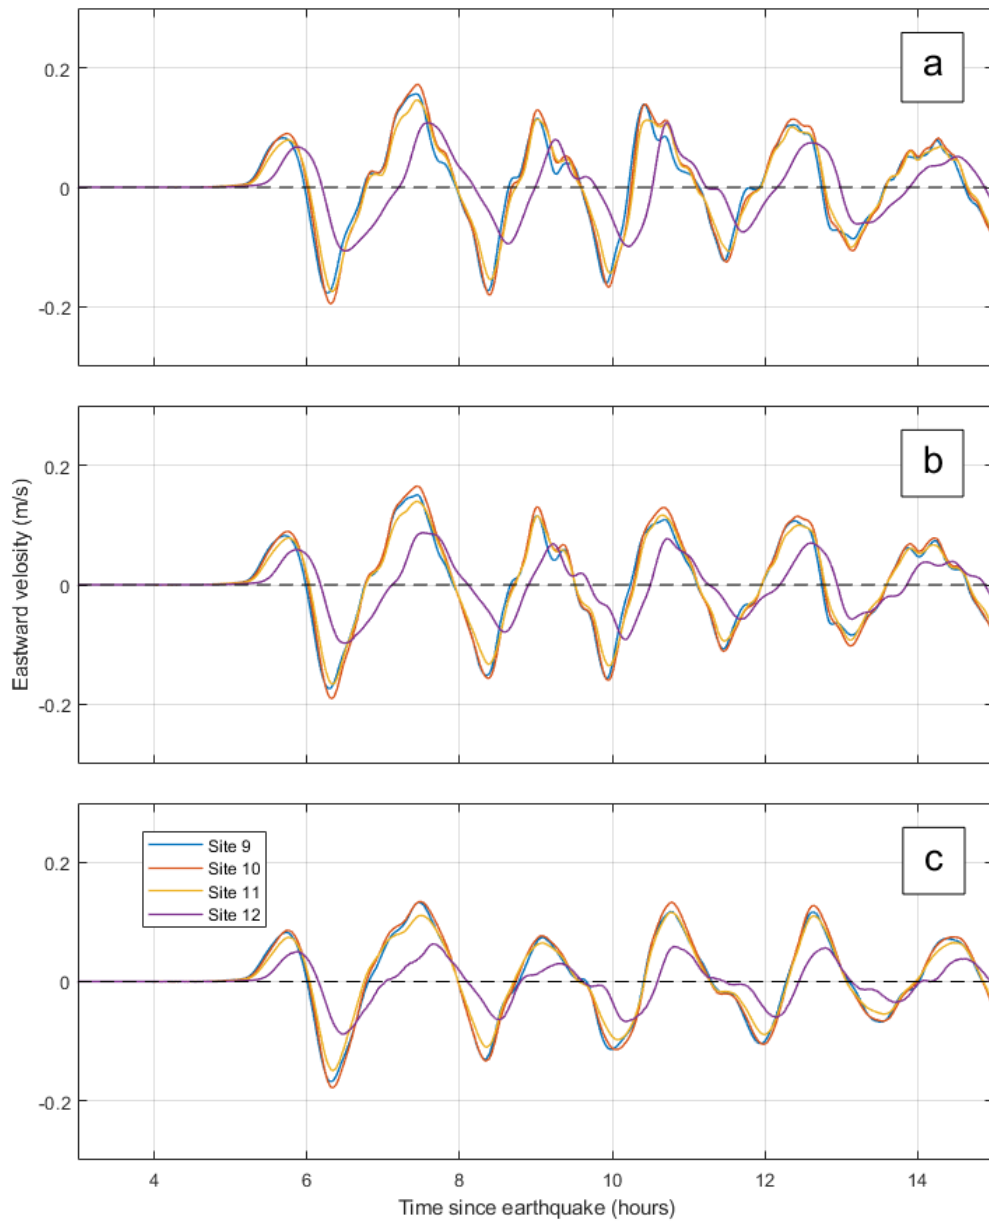 0.2
a
0
-0.2
0.2
b
0
-0.2
Eastward velosity (m/s)
0.2
c
Site 9
Site 10
Site 11
Site 12
0
-0.2
4 6 8 10 12 14
Time since earthquake (hours)